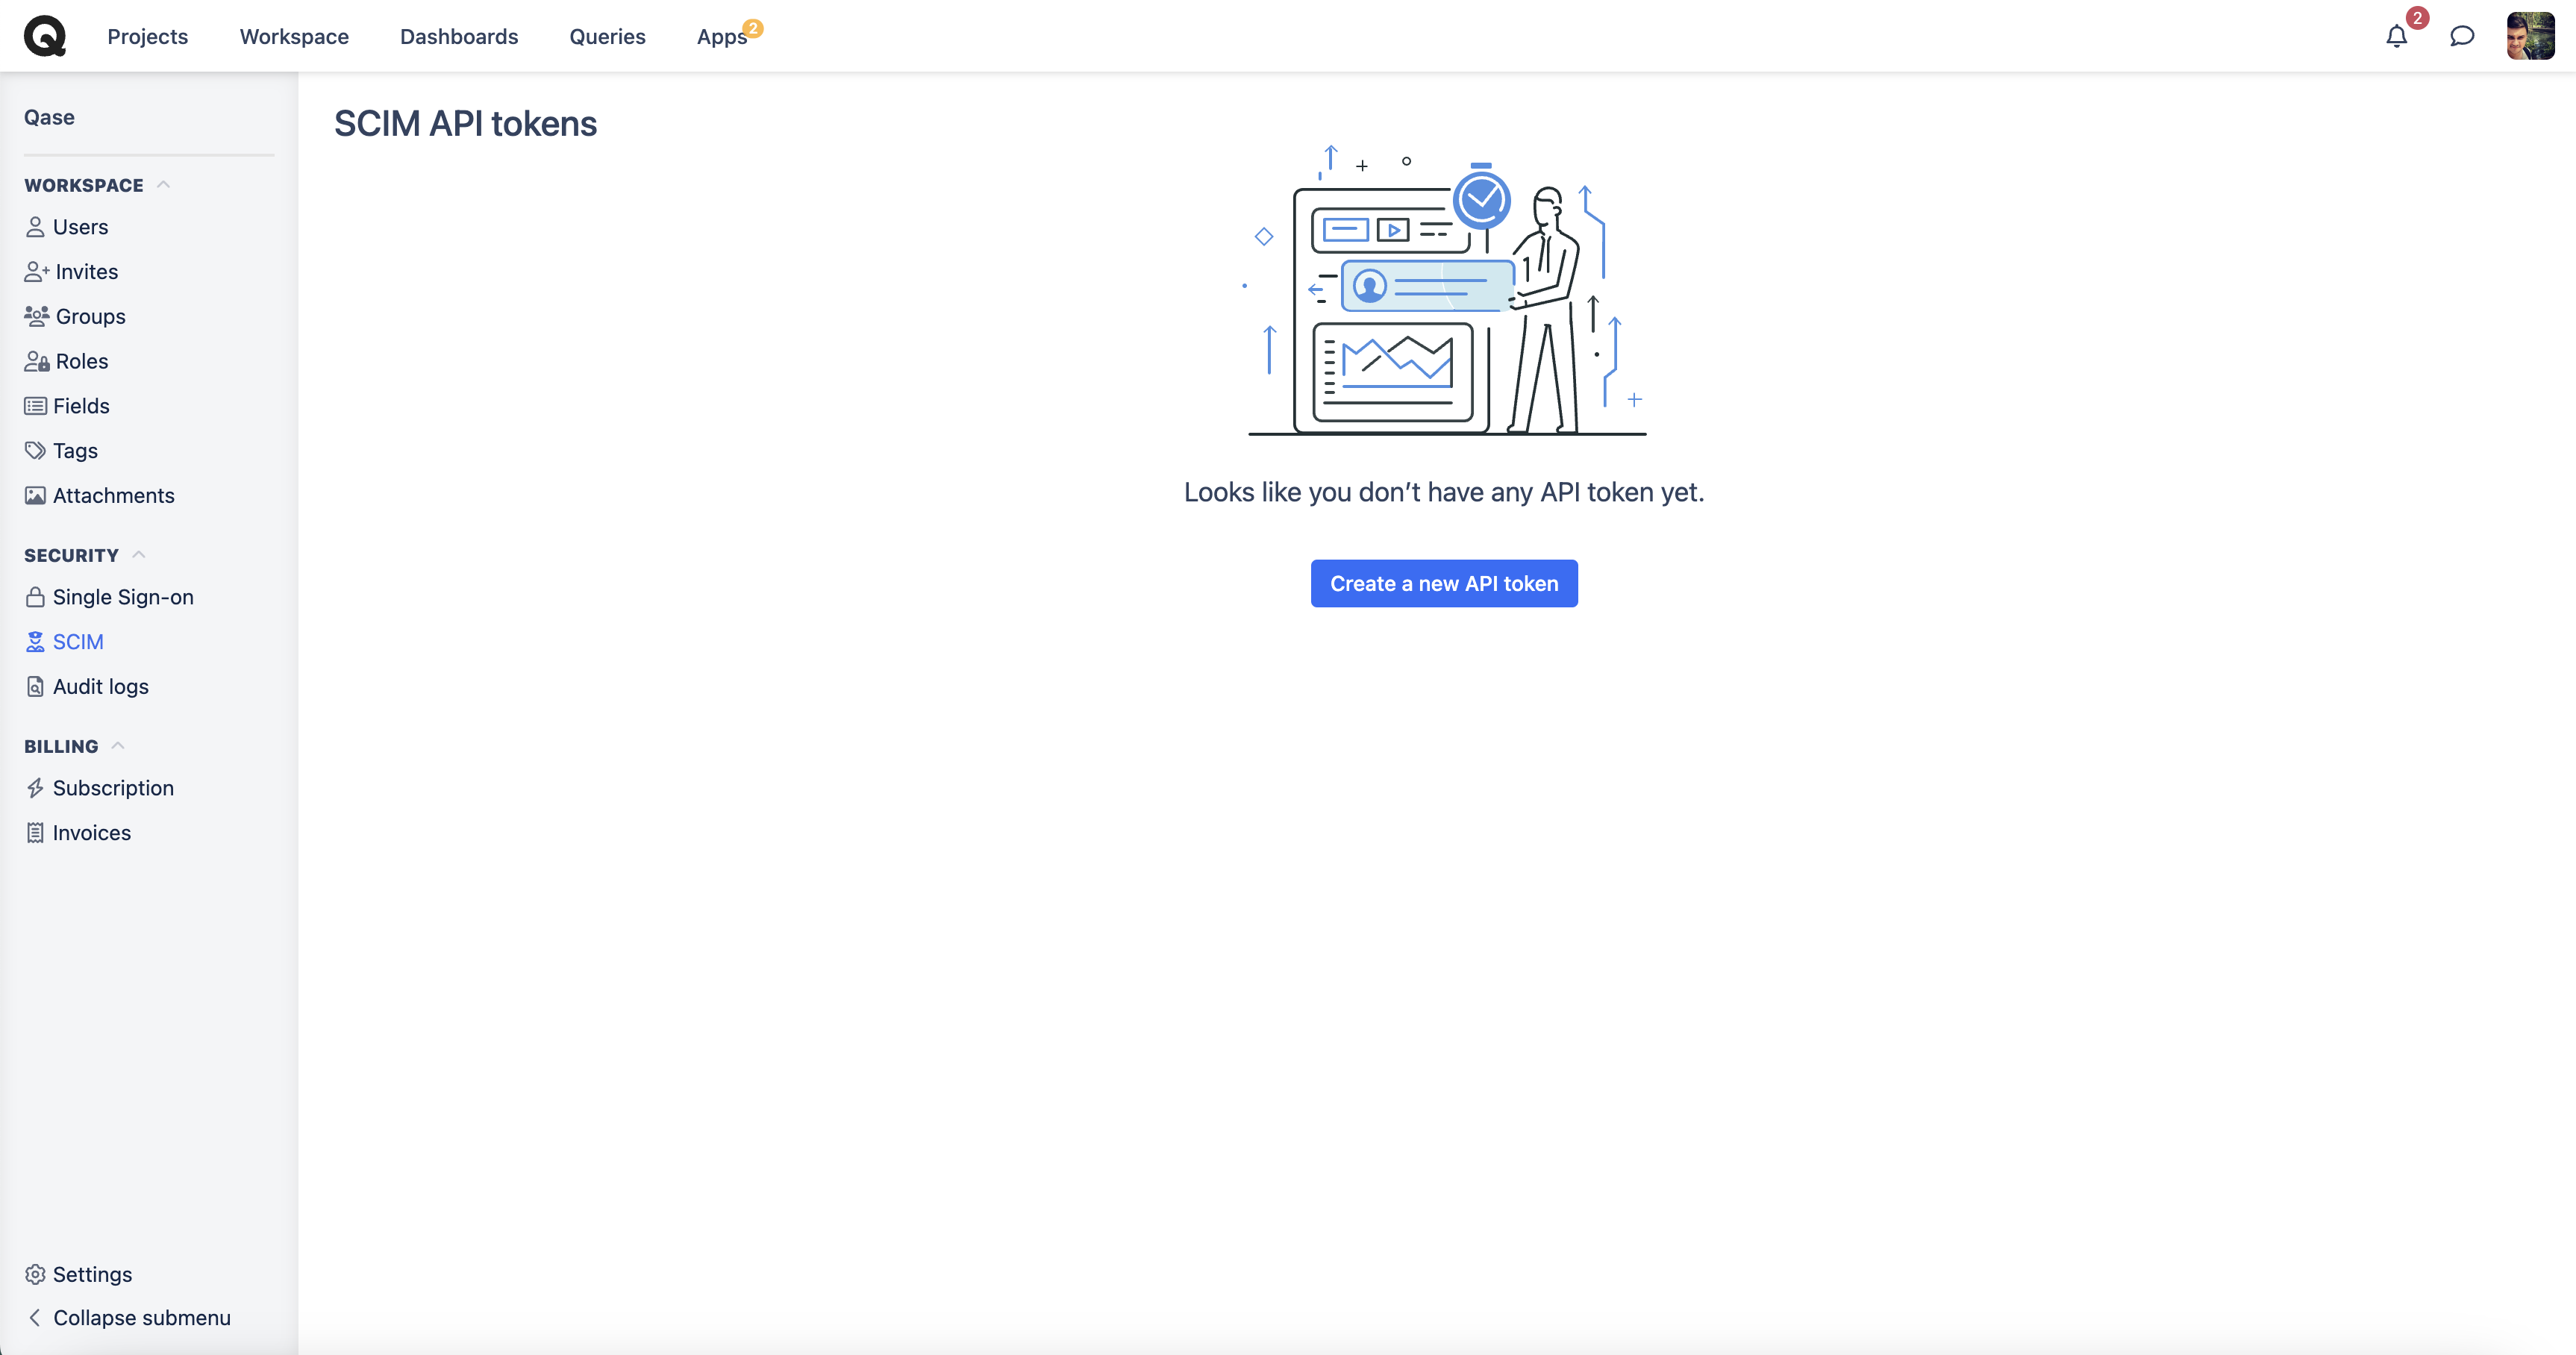 Projects
Workspace
Dashboards
Queries
Apps 2
2
Qase
WORKSPACE
Users
Invites
Groups
Roles
Fields
Tags
Attachments
SECURITY
Single Sign-on
SCIM
Audit logs
BILLING
Subscription
Invoices
Settings
Collapse submenu
SCIM API tokens
1
Looks like you don’t have any API token yet.
Create a new API token